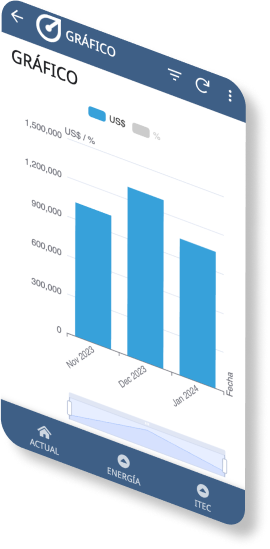 GRÁFICO
GRÁFICO
US$ %
US$ / %
1,500,000
1,200,000
900,000
600,000
300,000
0
Nov 2023 Dec 2023 Jan 2024
Fecha
ACTUAL ENERGÍA ITEC